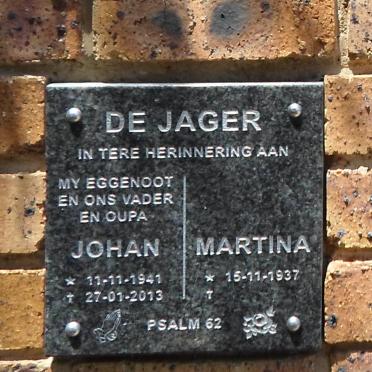 DE JAGER
IN TERE HERINNERING AAN
MY EGGENOOT
EN ONS VADER
EN OUPA
JOHAN
* 11-11-1941
† 27-01-2013
MARTINA
* 15-11-1937
†
PSALM 62